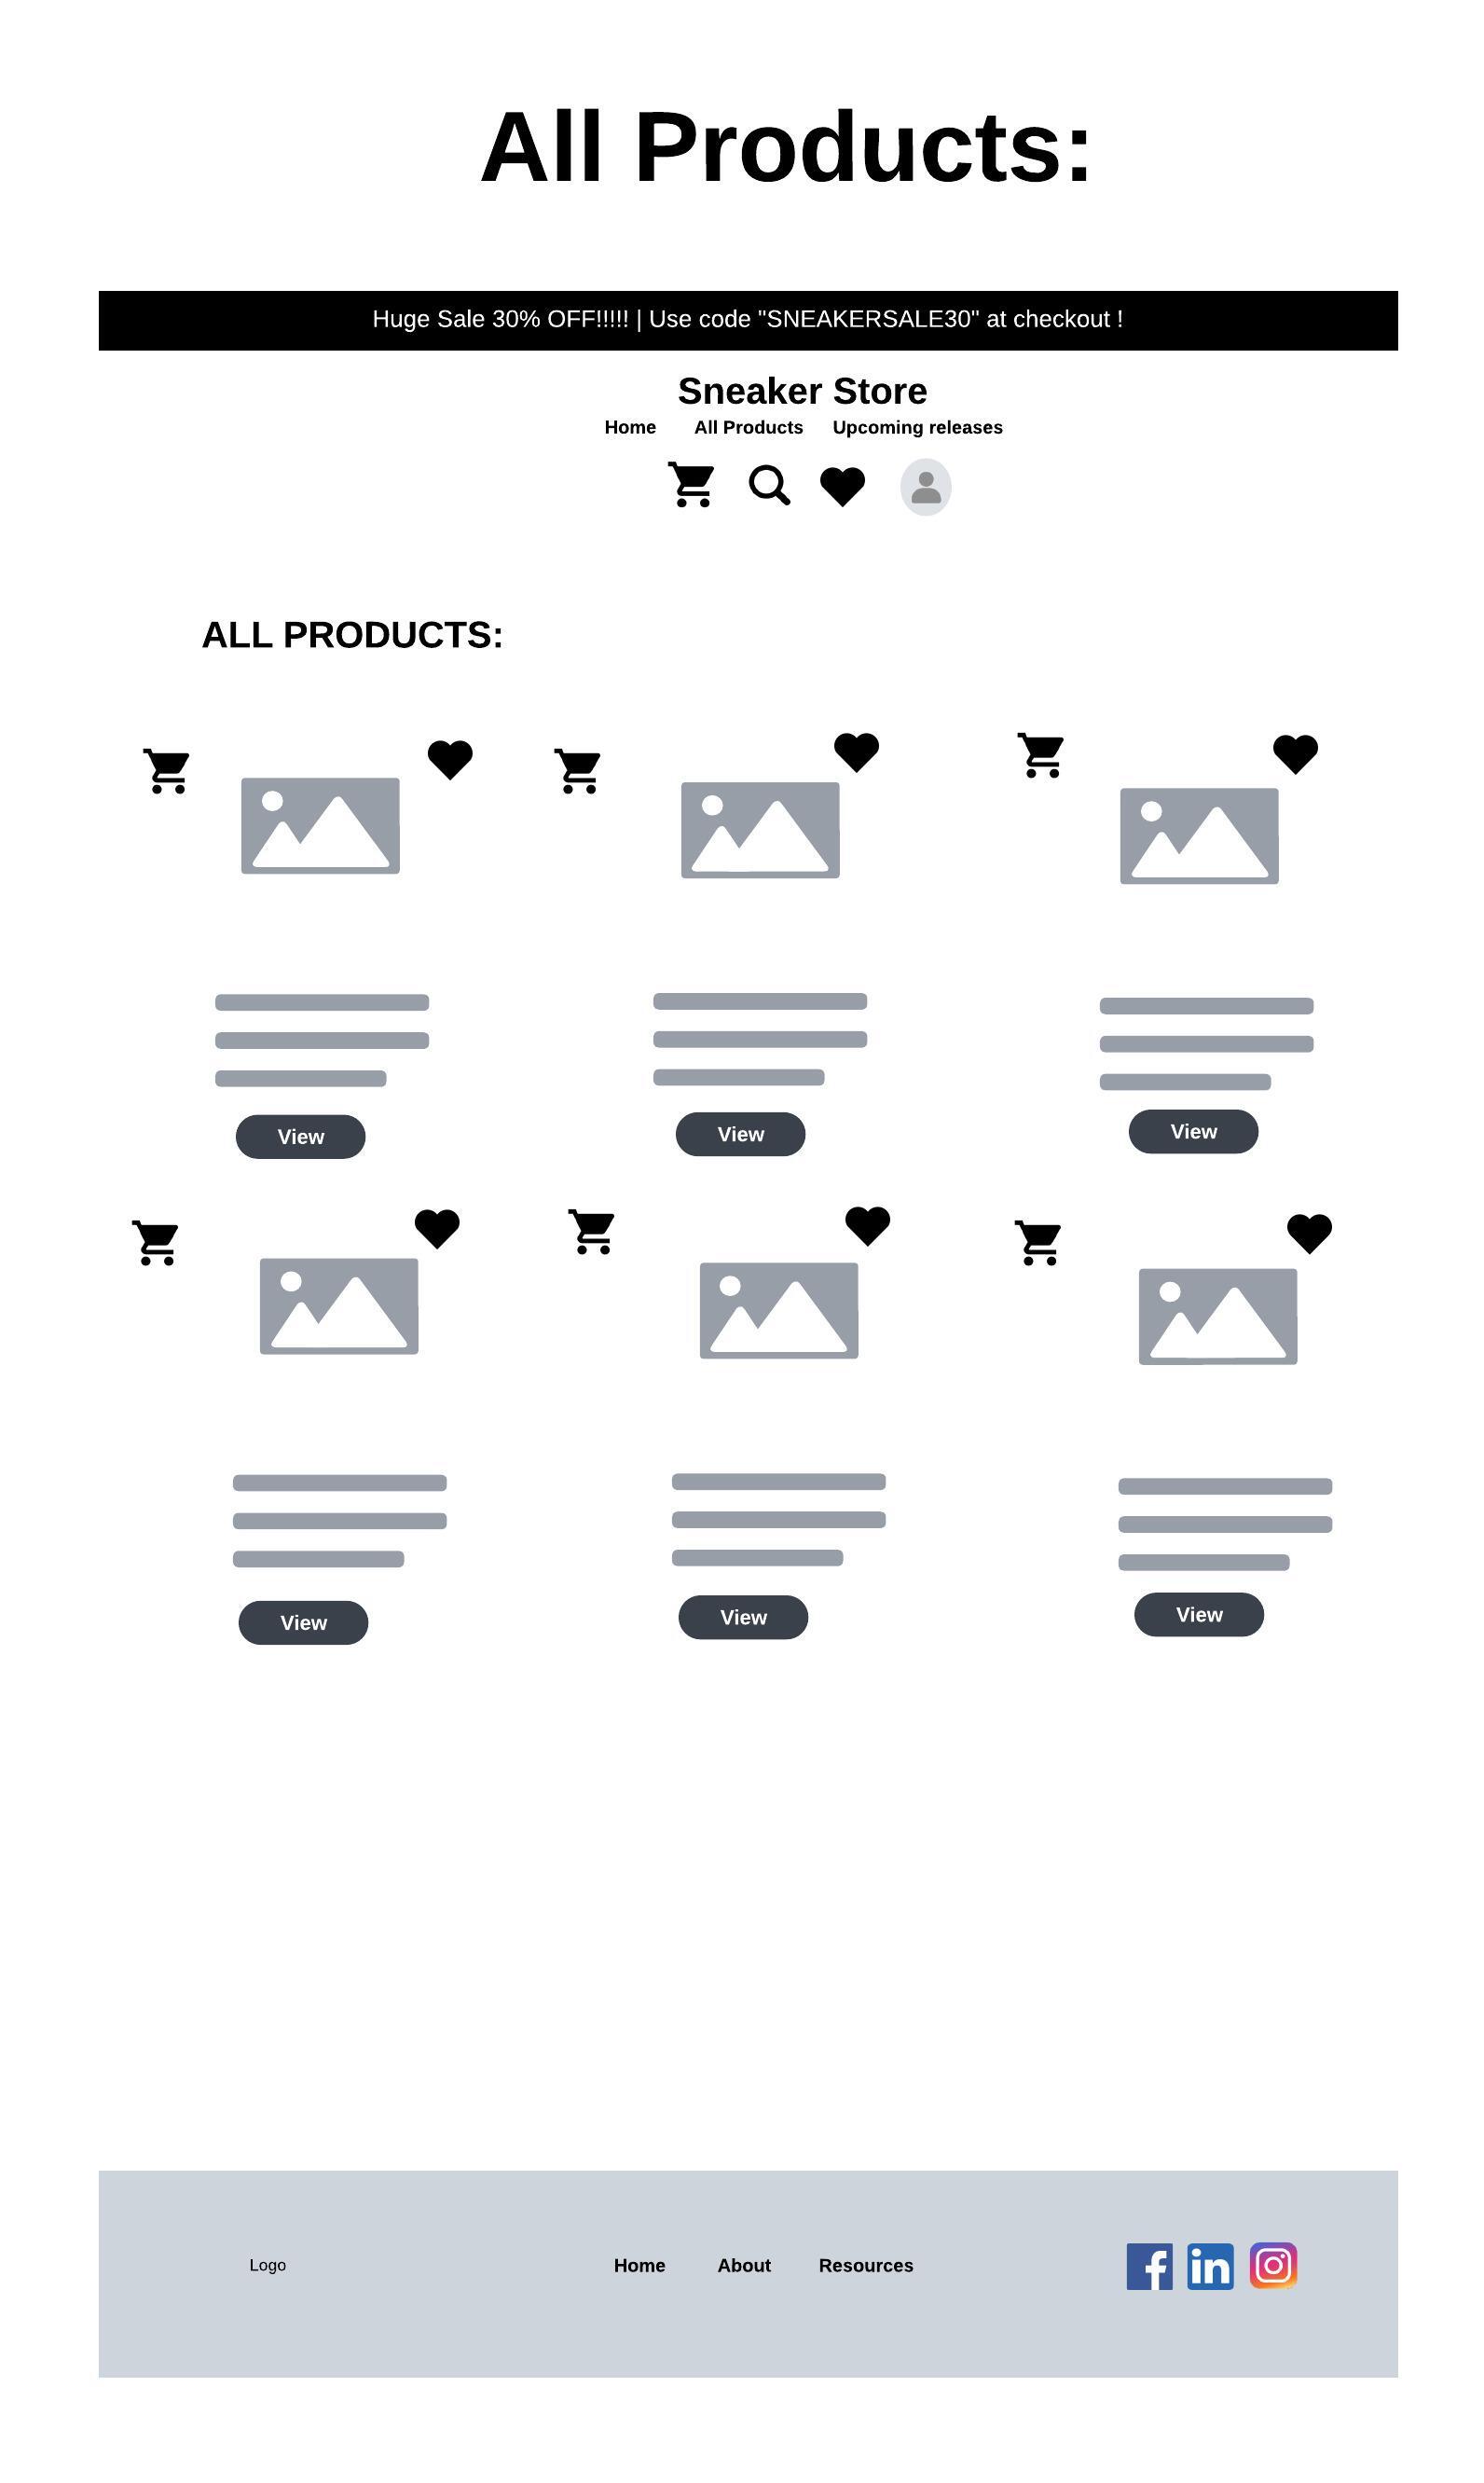 All Products:
Huge Sale 30% OFF!!!!! | Use code "SNEAKERSALE30" at checkout !
Sneaker Store
Home All Products Upcoming releases
ALL PRODUCTS:
View View View
View View View
Logo Home About Resources